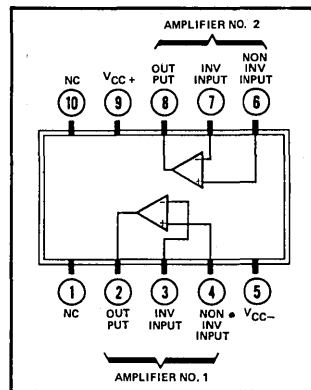 AMPLIFIER NO. 2
NC
VCC+
OUT PUT
INV INPUT
NON INV INPUT
10
9
8
7
6
-
+
-
+
1
2
3
4
5
NC
OUT PUT
INV INPUT
NON INV INPUT
VCC–
AMPLIFIER NO. 1